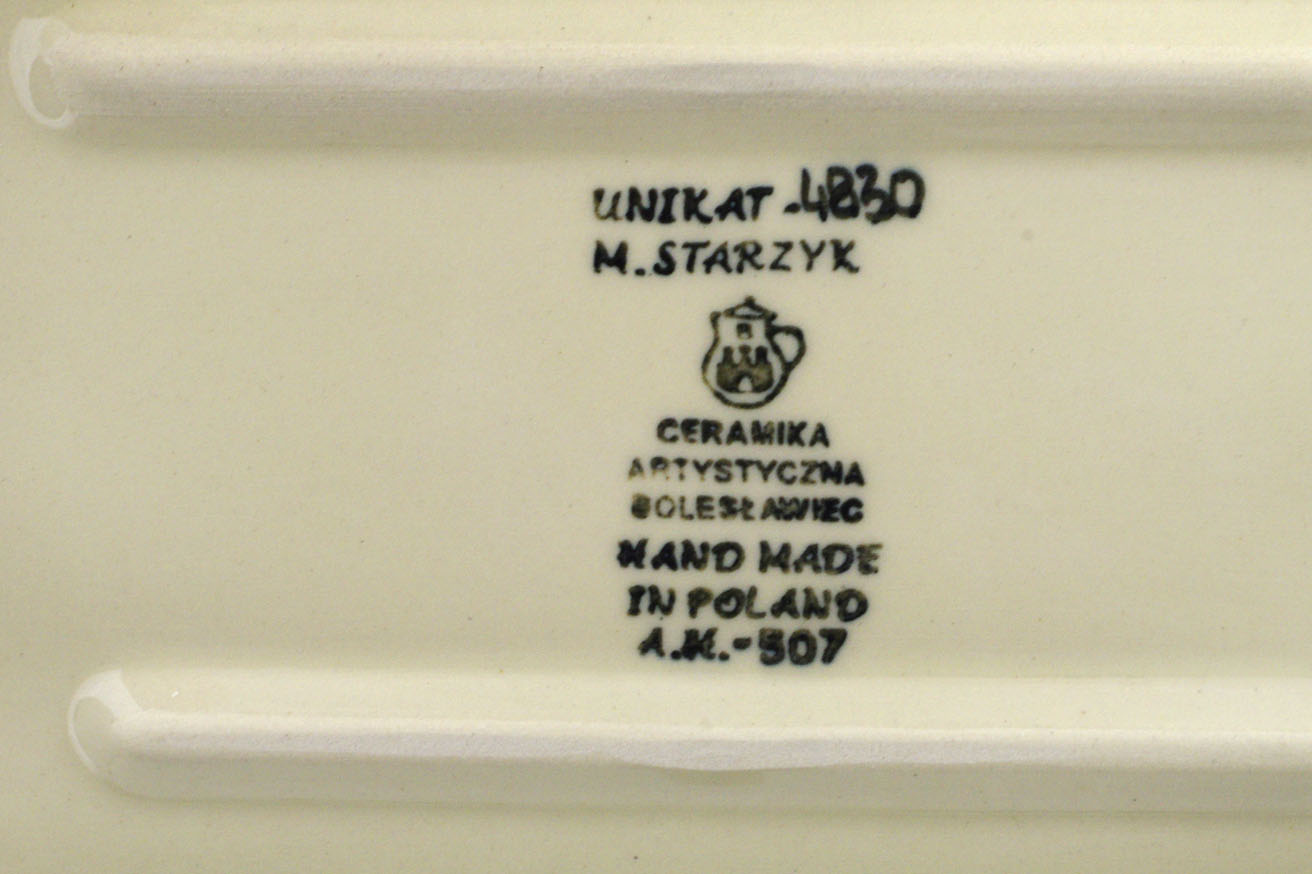 UNIKAT -4830
M. STARZYK
B
CERAMIKA
ARTYSTYCZNA
BOLESŁAWIEC
HAND MADE
IN POLAND
A.M.-507